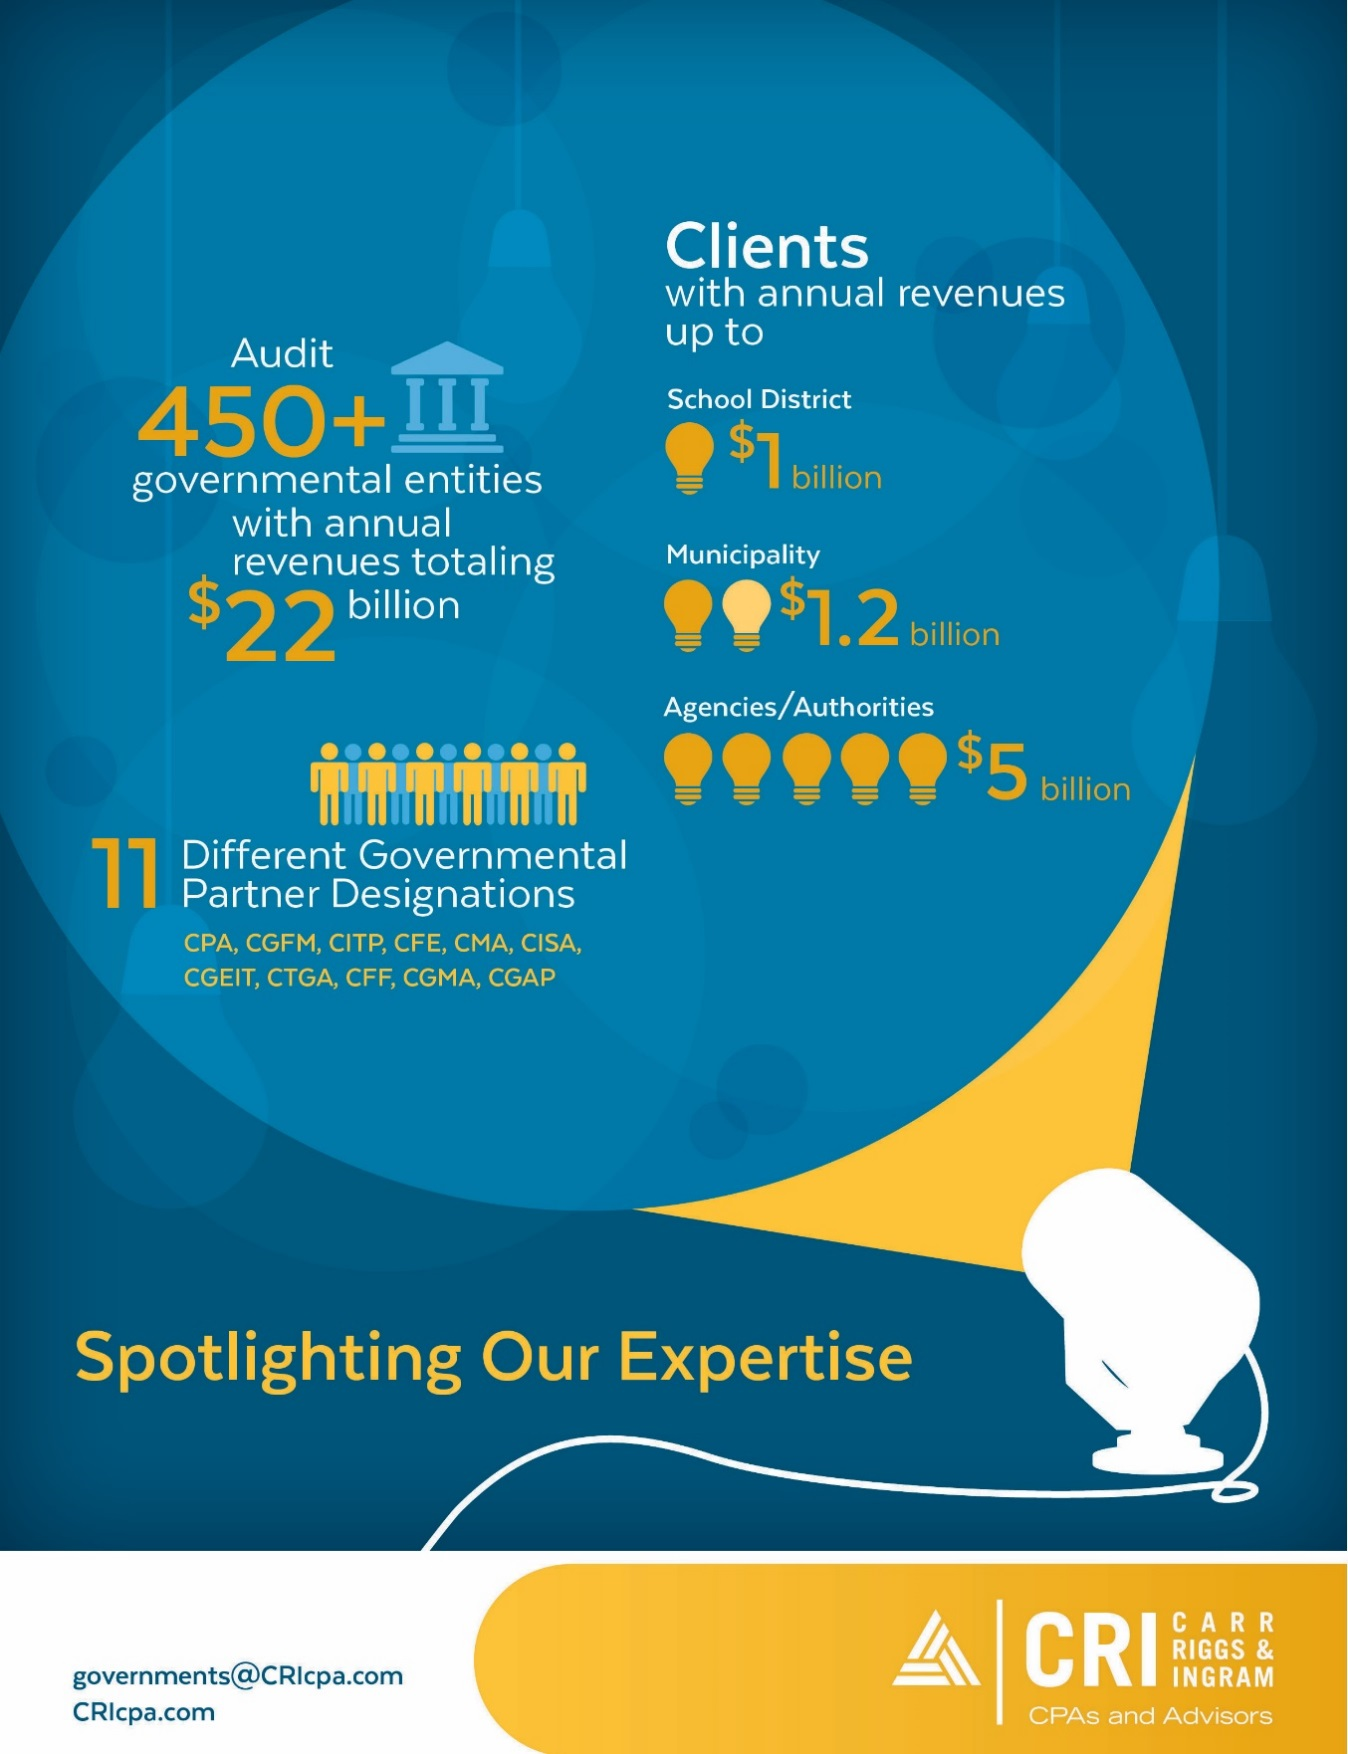 Audit
450+
governmental entities
with annual
revenues totaling
$22 billion
11 Different Governmental
Partner Designations
CPA, CGFM, CITP, CFE, CMA, CISA,
CGEIT, CTGA, CFF, CGMA, CGAP
Clients
with annual revenues
up to
School District
$1 billion
Municipality
$1.2 billion
Agencies/Authorities
$5 billion
Spotlighting Our Expertise
governments@CRIcpa.com
CRIcpa.com
CRI
CARR
RIGGS &
INGRAM
CPAs and Advisors